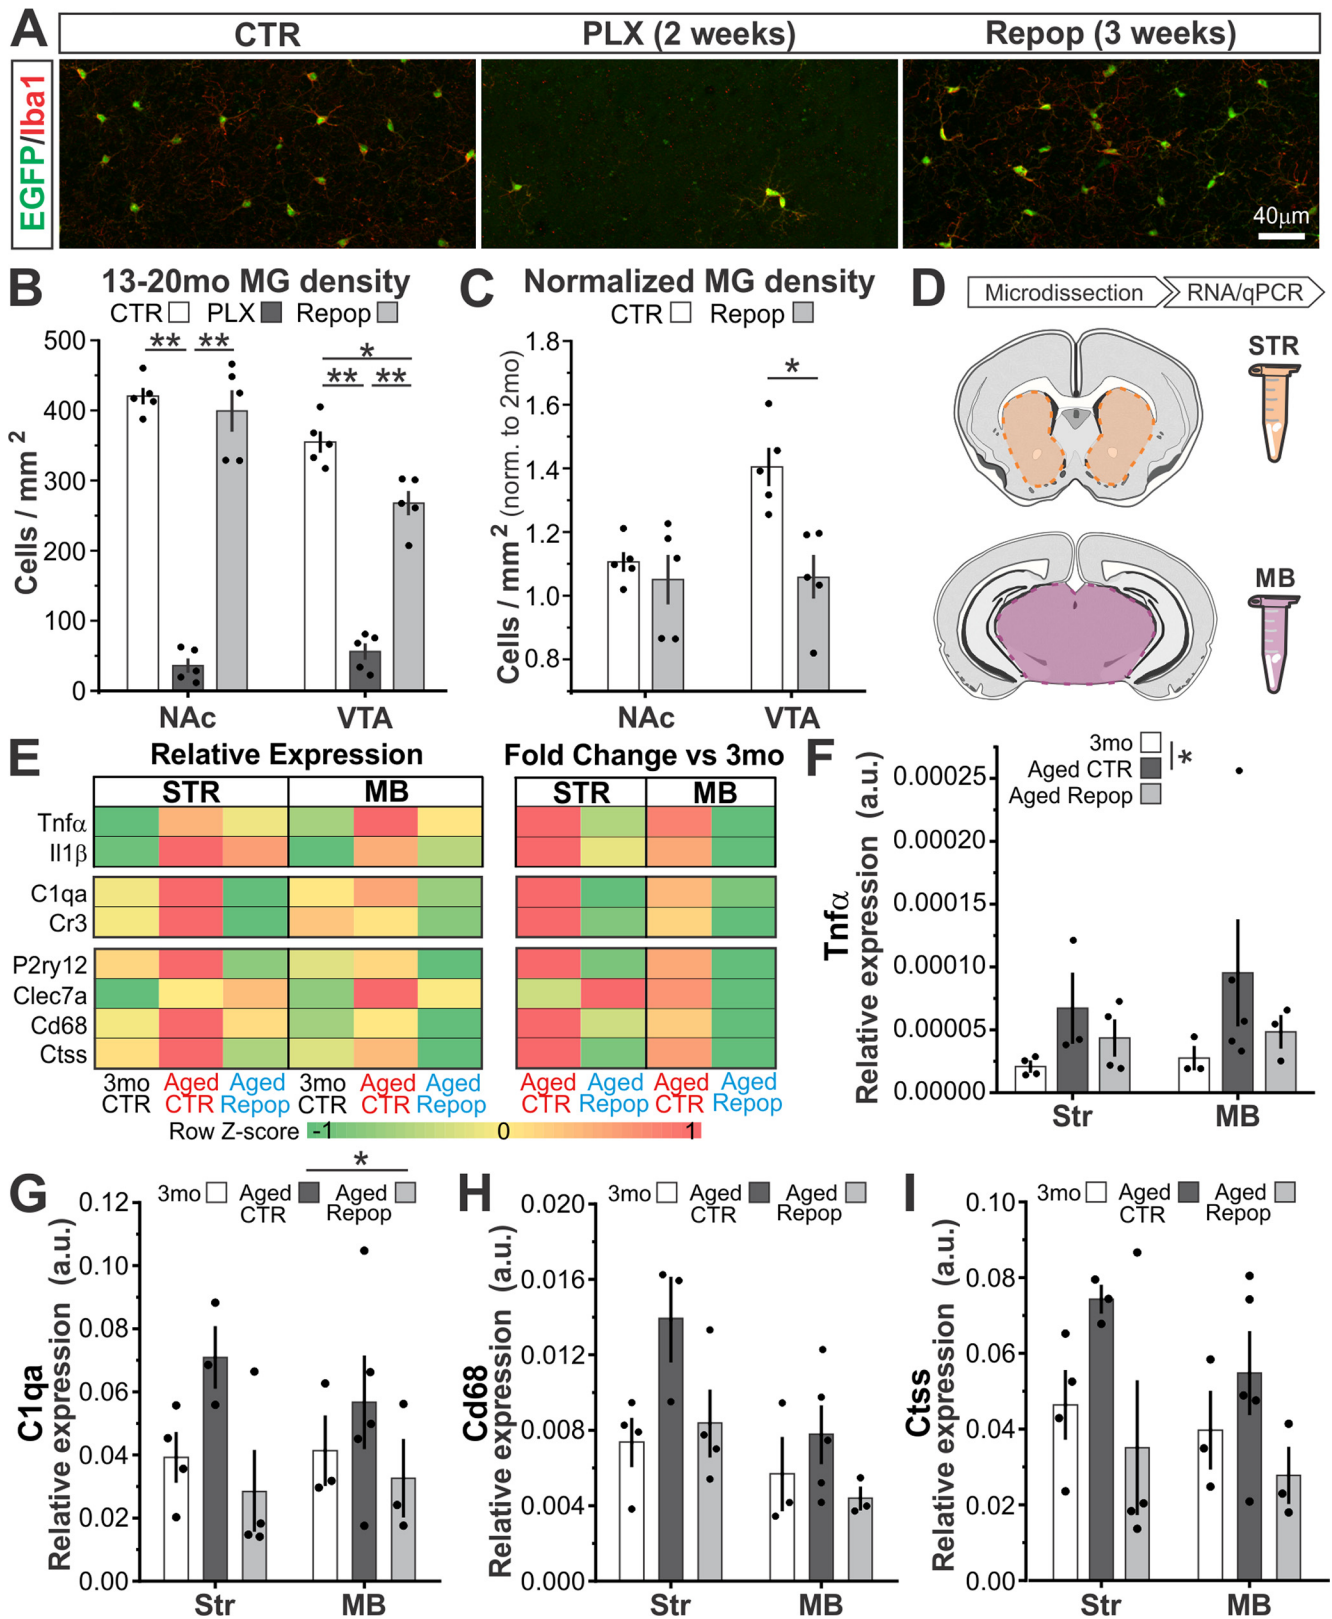 A
CTR
PLX (2 weeks)
Repop (3 weeks)
EGFP/Iba1
40μm
B
13-20mo MG density
CTR PLX Repop
** ** * ** **
Cells / mm²
500
400
300
200
100
0
NAc VTA
C
Normalized MG density
CTR Repop
*
Cells / mm² (norm. to 2mo)
1.8
1.6
1.4
1.2
1.0
0.8
NAc VTA
D
Microdissection RNA/qPCR
STR
MB
E
Relative Expression
Fold Change vs 3mo
STR MB STR MB
Tnfα
Il1β
C1qa
Cr3
P2ry12
Clec7a
Cd68
Ctss
3mo CTR
Aged CTR
Aged Repop
3mo CTR
Aged CTR
Aged Repop
Aged CTR
Aged Repop
Aged CTR
Aged Repop
Row Z-score -1 0 1
F
3mo
Aged CTR
Aged Repop
*
Tnfα
Relative expression (a.u.)
0.00025
0.00020
0.00015
0.00010
0.00005
0.00000
Str MB
G
*
3mo Aged CTR Aged Repop
C1qa
Relative expression (a.u.)
0.12
0.10
0.08
0.06
0.04
0.02
0.00
Str MB
H
3mo Aged CTR Aged Repop
Cd68
Relative expression (a.u.)
0.020
0.016
0.012
0.008
0.004
0.000
Str MB
I
3mo Aged CTR Aged Repop
Ctss
Relative expression (a.u.)
0.10
0.08
0.06
0.04
0.02
0.00
Str MB